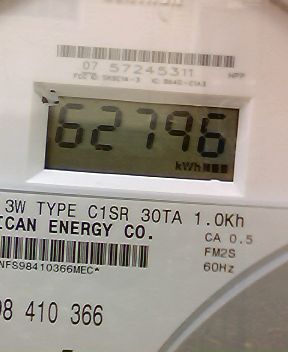 07 57245311
62796
kWh
3W TYPE C1SR 30TA 1.0Kh
ICAN ENERGY CO.
CA 0.5
FM2S
60Hz
NFS98410366MEC*
98 410 366